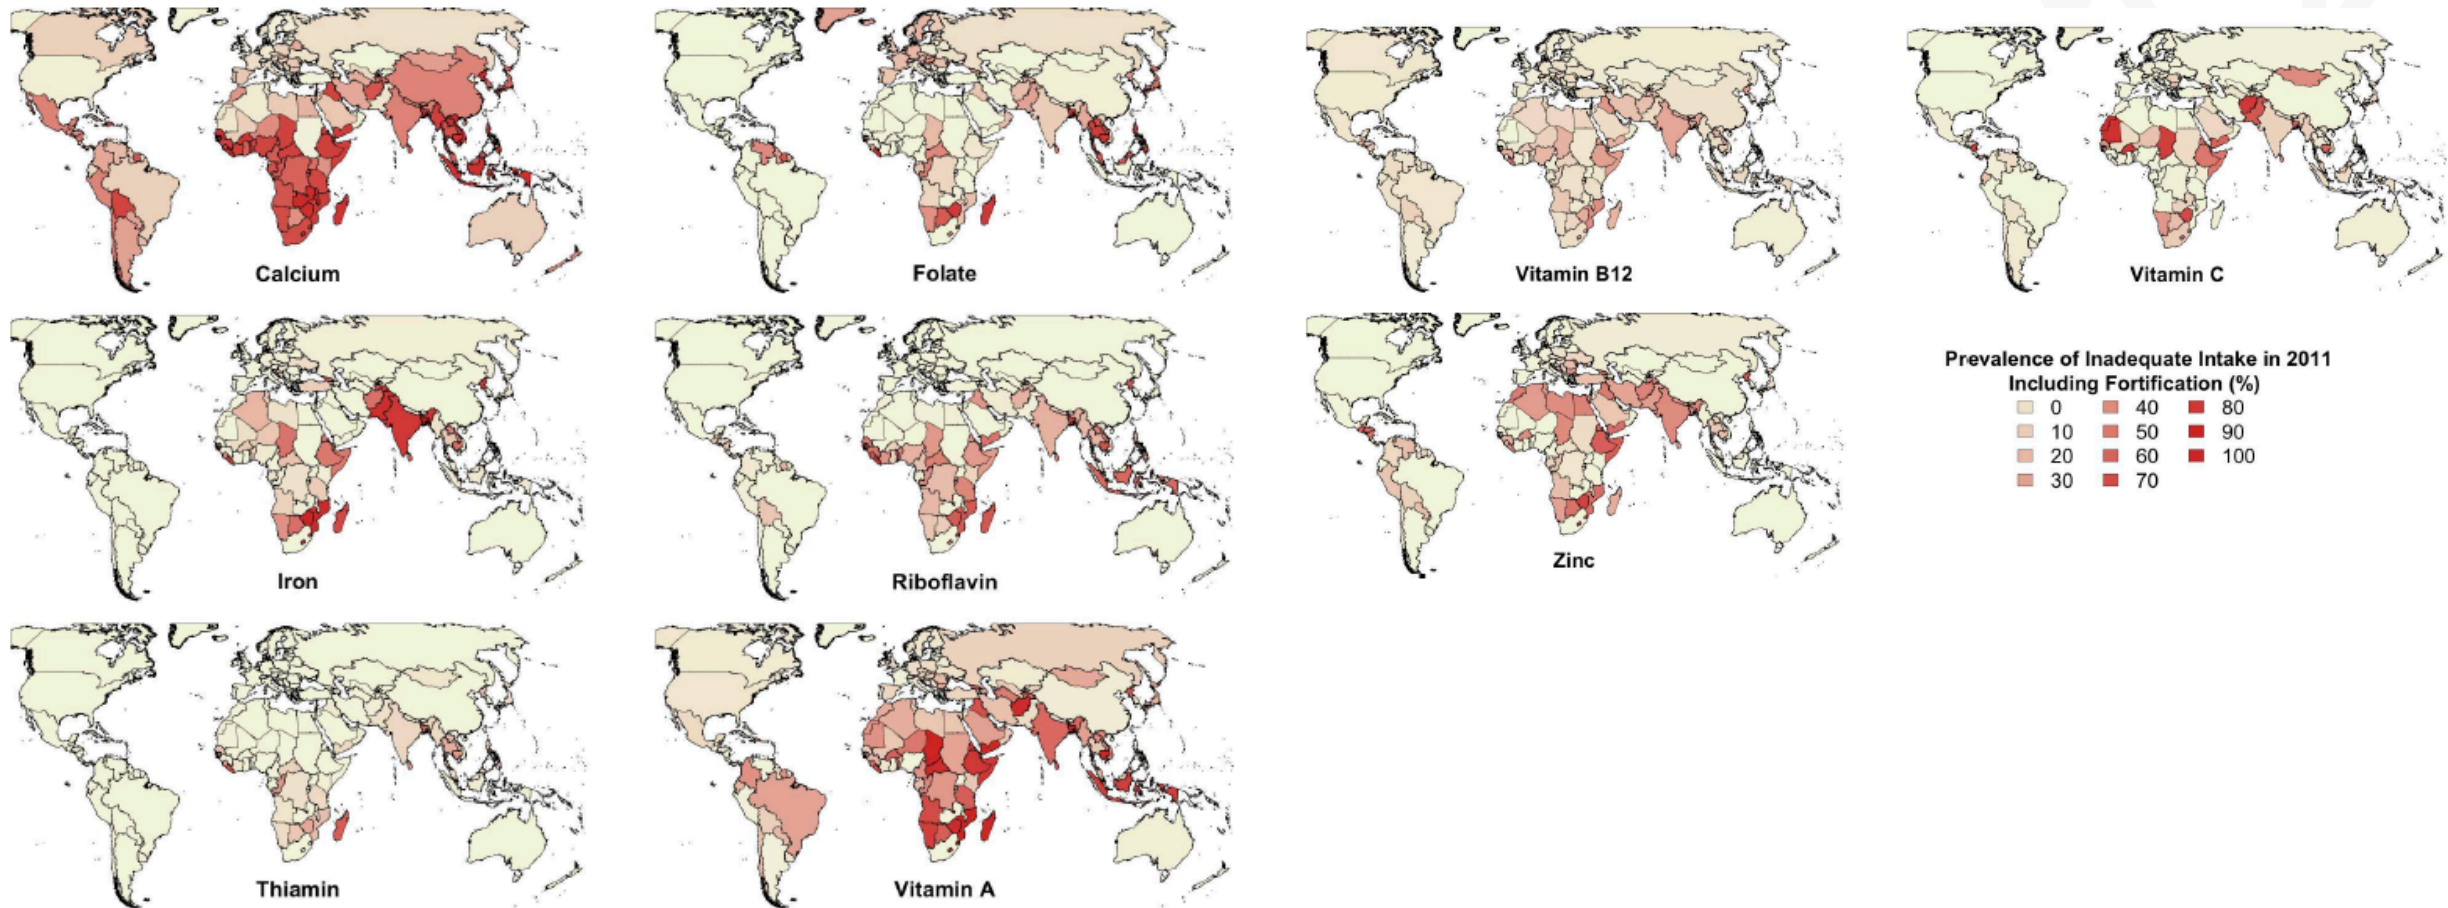 Calcium
Folate
Vitamin B12
Vitamin C
Iron
Riboflavin
Zinc
Prevalence of Inadequate Intake in 2011
Including Fortification (%)
0 40 80
10 50 90
20 60 100
30 70
Thiamin
Vitamin A